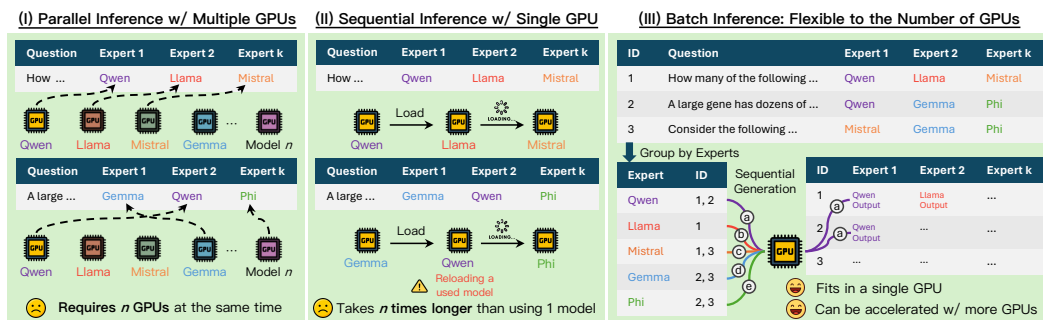 (I) Parallel Inference w/ Multiple GPUs
Question Expert 1 Expert 2 Expert k
How ... Qwen Llama Mistral
GPU GPU GPU GPU ... GPU
Qwen Llama Mistral Gemma Model n
Question Expert 1 Expert 2 Expert k
A large ... Gemma Qwen Phi
GPU GPU GPU GPU ... GPU
Qwen Llama Mistral Gemma Model n
Requires n GPUs at the same time
(II) Sequential Inference w/ Single GPU
Question Expert 1 Expert 2 Expert k
How ... Qwen Llama Mistral
Load
LOADING...
GPU GPU GPU
Qwen Llama Mistral
Question Expert 1 Expert 2 Expert k
A large ... Gemma Qwen Phi
Load
LOADING...
GPU GPU GPU
Gemma Qwen Phi
Reloading a
used model
Takes n times longer than using 1 model
(III) Batch Inference: Flexible to the Number of GPUs
ID Question Expert 1 Expert 2 Expert k
1 How many of the following ... Qwen Llama Mistral
2 A large gene has dozens of ... Qwen Gemma Phi
3 Consider the following ... Mistral Gemma Phi
Group by Experts
Expert ID
Qwen 1, 2
Llama 1
Mistral 1, 3
Gemma 2, 3
Phi 2, 3
Sequential
Generation
a
b
c
d
e
GPU
ID Expert 1 Expert 2 Expert k
1 a Qwen Output Llama Output ...
2 a Qwen Output ... ...
3 ... ... ...
Fits in a single GPU
Can be accelerated w/ more GPUs